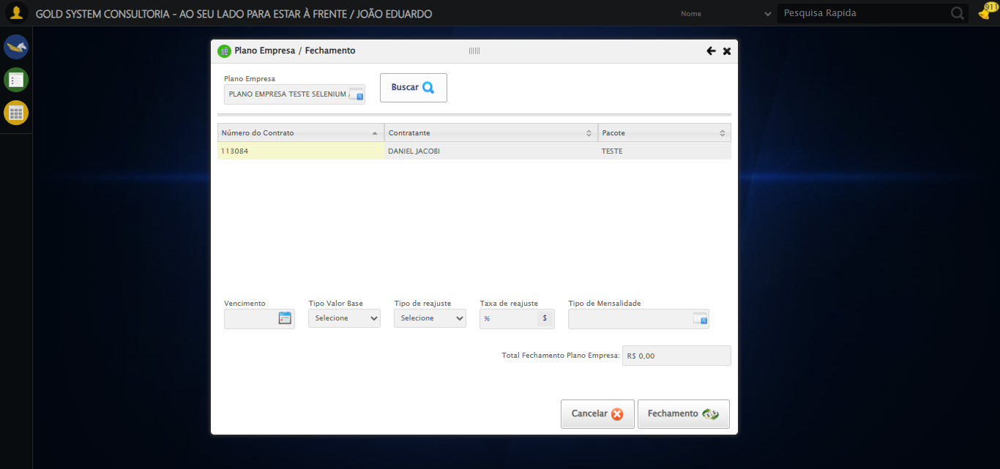 GOLD SYSTEM CONSULTORIA - AO SEU LADO PARA ESTAR À FRENTE / JOÃO EDUARDO
Nome
Pesquisa Rapida
911
Plano Empresa / Fechamento
Plano Empresa
PLANO EMPRESA TESTE SELENIUM
Buscar
Número do Contrato Contratante Pacote
113084 DANIEL JACOBI TESTE
Vencimento Tipo Valor Base Tipo de reajuste Taxa de reajuste Tipo de Mensalidade
Selecione Selecione % $
Total Fechamento Plano Empresa: R$ 0,00
Cancelar Fechamento